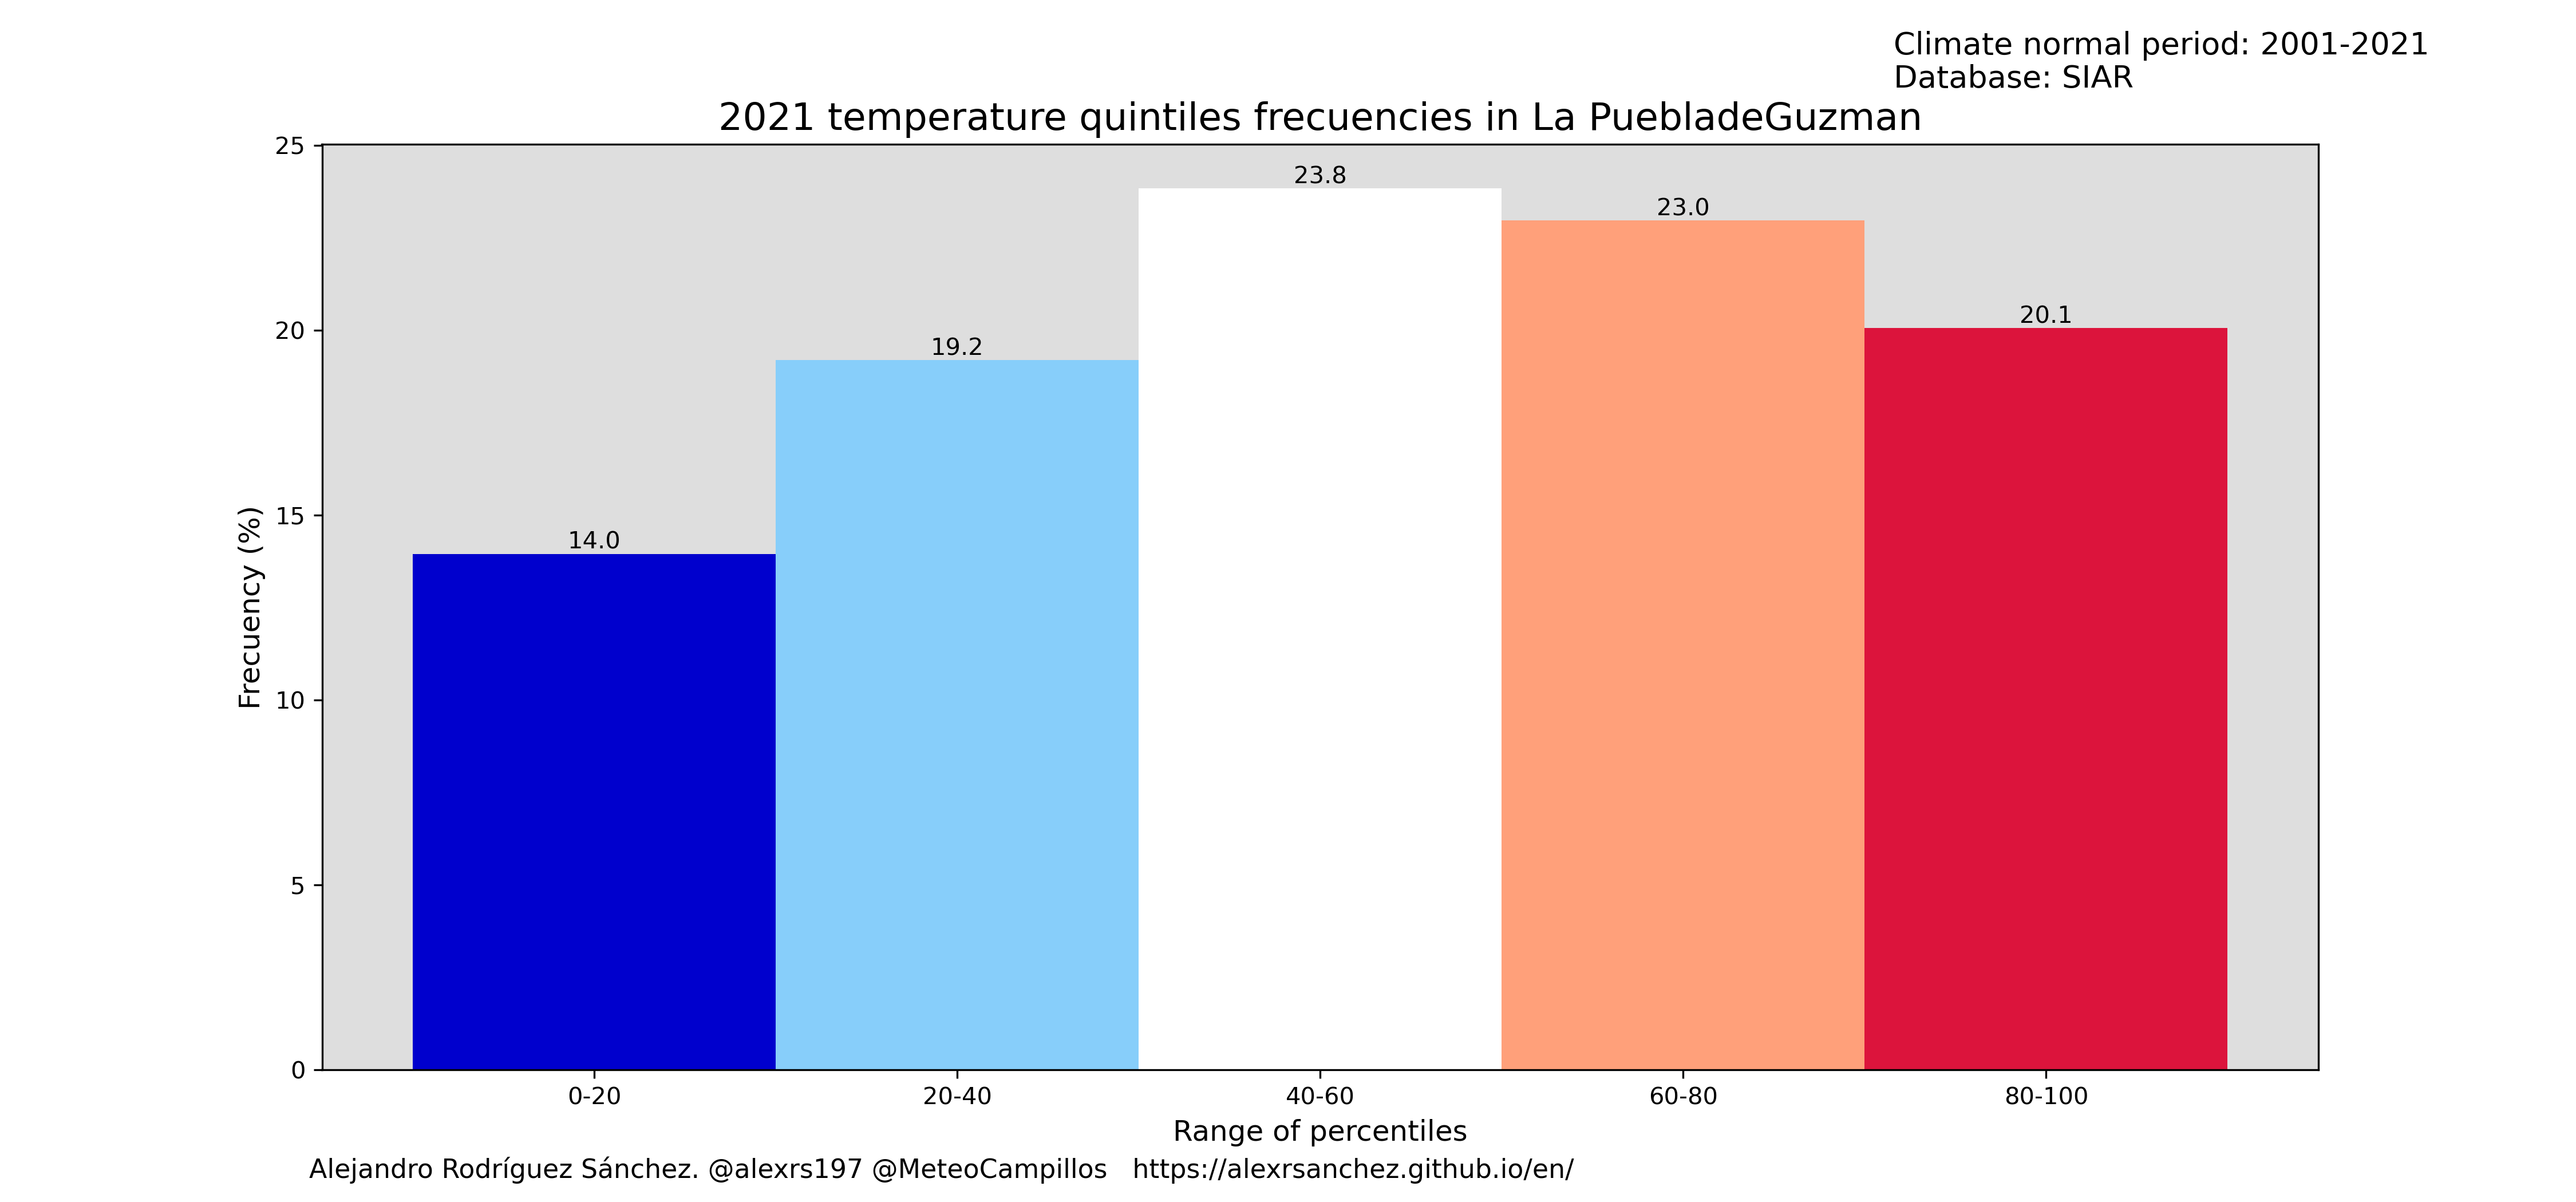 Climate normal period: 2001-2021
Database: SIAR
2021 temperature quintiles frecuencies in La PuebladeGuzman
25
20
15
10
5
0
Frecuency (%)
14.0
19.2
23.8
23.0
20.1
0-20
20-40
40-60
60-80
80-100
Range of percentiles
Alejandro Rodríguez Sánchez. @alexrs197 @MeteoCampillos   https://alexrsanchez.github.io/en/